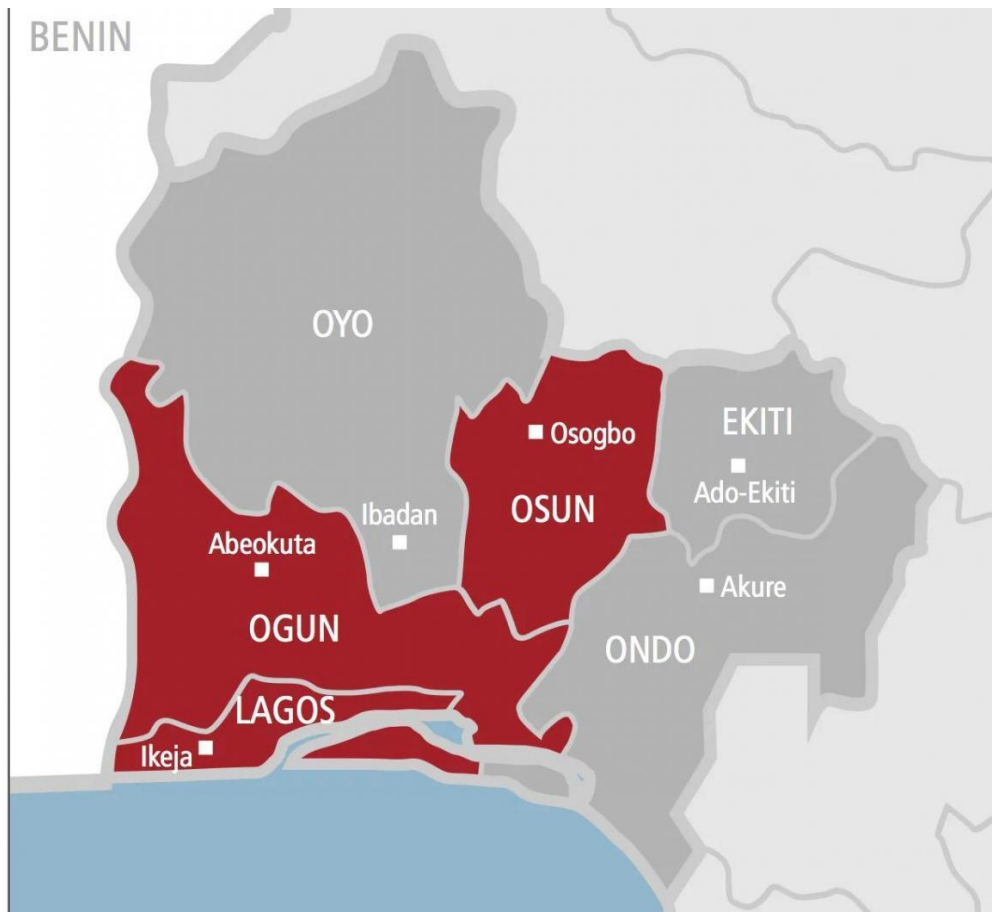 BENIN
OYO
EKITI
Osogbo
Ado-Ekiti
OSUN
Ibadan
Abeokuta
Akure
OGUN
ONDO
LAGOS
Ikeja